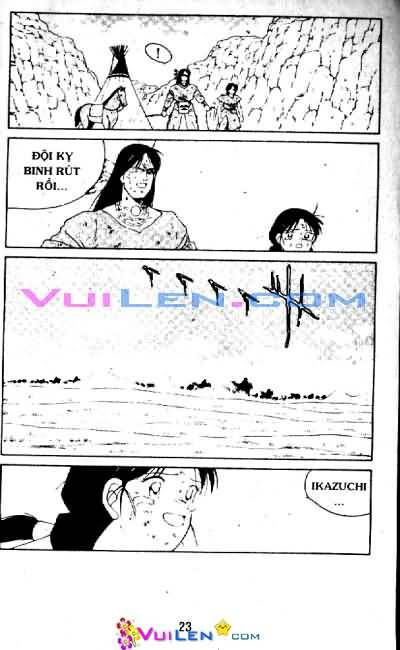 !
ĐỘI KỴ
BINH RÚT
RỒI...
VUILEN.COM
IKAZUCHI
...
23
VUILEN.COM